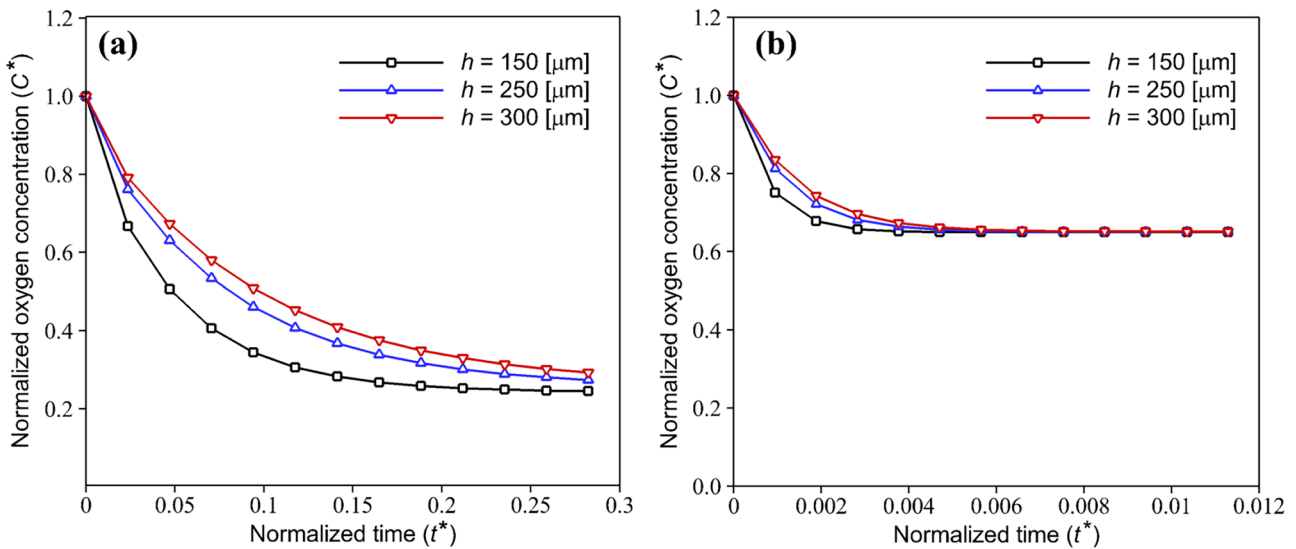 (a)
h = 150 [μm]
h = 250 [μm]
h = 300 [μm]
Normalized oxygen concentration (C*)
1.2
1.0
0.8
0.6
0.4
0.2
0
0.05
0.1
0.15
0.2
0.25
0.3
Normalized time (t*)
(b)
h = 150 [μm]
h = 250 [μm]
h = 300 [μm]
Normalized oxygen concentration (C*)
1.2
1.0
0.8
0.6
0.4
0.2
0.0
0
0.002
0.004
0.006
0.008
0.01
0.012
Normalized time (t*)